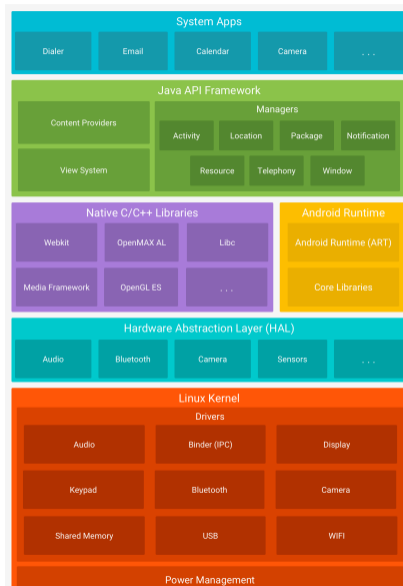 System Apps
Dialer Email Calendar Camera . . .
Java API Framework
Content Providers
View System
Managers
Activity Location Package Notification
Resource Telephony Window
Native C/C++ Libraries
Webkit OpenMAX AL Libc
Media Framework OpenGL ES . . .
Android Runtime
Android Runtime (ART)
Core Libraries
Hardware Abstraction Layer (HAL)
Audio Bluetooth Camera Sensors . . .
Linux Kernel
Drivers
Audio Binder (IPC) Display
Keypad Bluetooth Camera
Shared Memory USB WIFI
Power Management